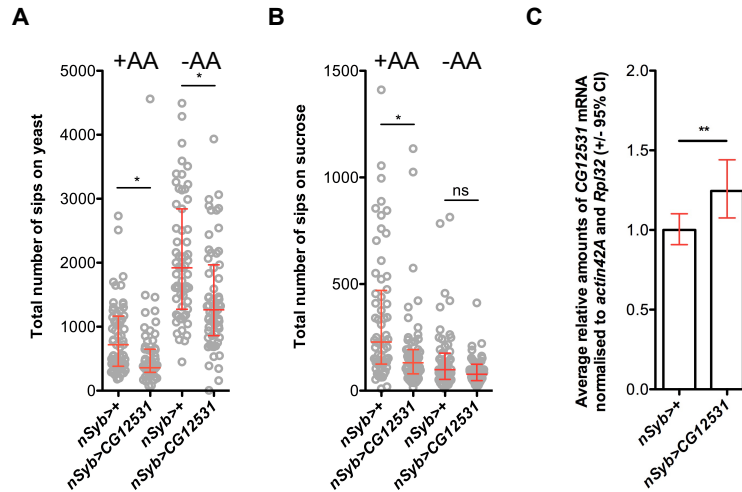 A
B
C
+AA
-AA
Total number of sips on yeast
5000
4000
3000
2000
1000
0
*
*
nSyb>+
nSyb>CG12531
nSyb>+
nSyb>CG12531
+AA
-AA
Total number of sips on sucrose
1500
1000
500
0
*
ns
nSyb>+
nSyb>CG12531
nSyb>+
nSyb>CG12531
Average relative amounts of CG12531 mRNA
normalised to actin42A and Rpl32 (+/- 95% CI)
2.0
1.5
1.0
0.5
0.0
**
nSyb>+
nSyb>CG12531